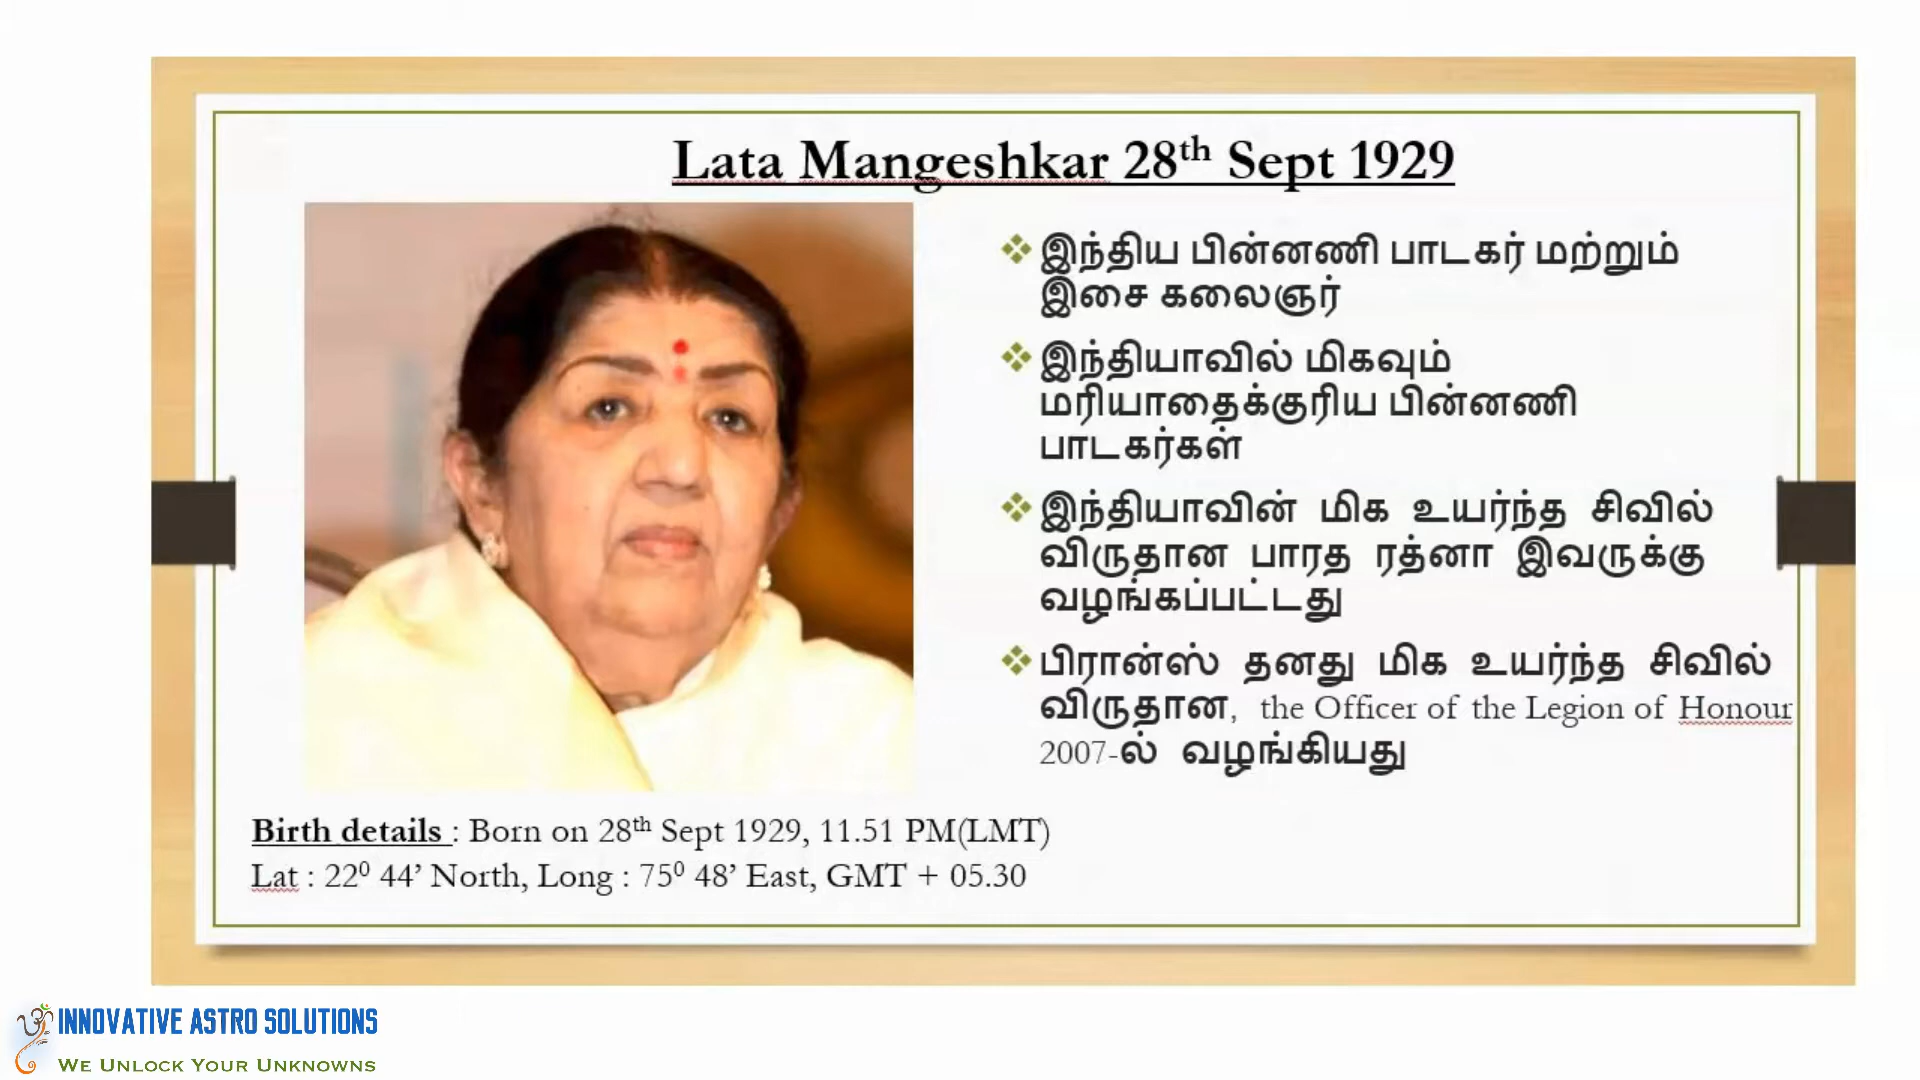 Lata Mangeshkar 28th Sept 1929
இந்திய பின்னணி பாடகர் மற்றும்
இசை கலைஞர்
இந்தியாவில் மிகவும்
மரியாதைக்குரிய பின்னணி
பாடகர்கள்
இந்தியாவின் மிக உயர்ந்த சிவில்
விருதான பாரத ரத்னா இவருக்கு
வழங்கப்பட்டது
பிரான்ஸ் தனது மிக உயர்ந்த சிவில்
விருதான, the Officer of the Legion of Honour
2007-ல் வழங்கியது
Birth details : Born on 28th Sept 1929, 11.51 PM(LMT)
Lat : 22⁰ 44’ North, Long : 75⁰ 48’ East, GMT + 05.30
INNOVATIVE ASTRO SOLUTIONS
WE UNLOCK YOUR UNKNOWNS